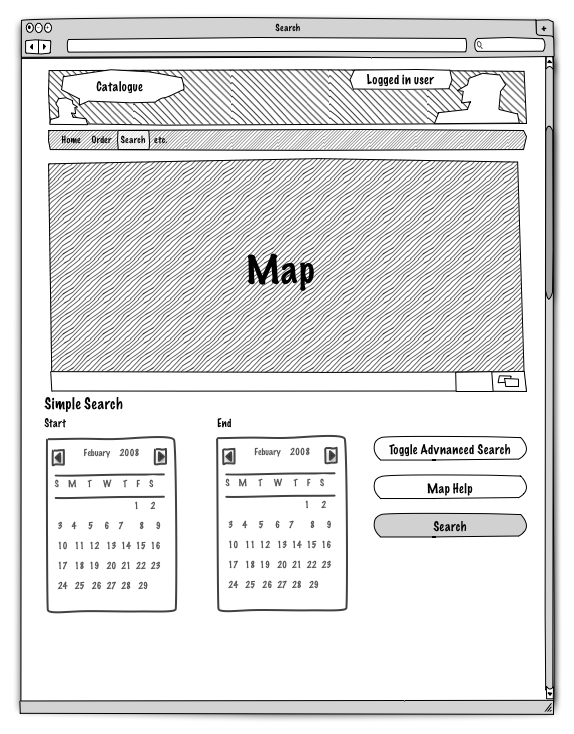 Search
Catalogue
Logged in user
Home Order Search etc.
Map
Simple Search
Start
End
Febuary 2008
S M T W T F S
1 2
3 4 5 6 7 8 9
10 11 12 13 14 15 16
17 18 19 20 21 22 23
24 25 26 27 28 29
Febuary 2008
S M T W T F S
1 2
3 4 5 6 7 8 9
10 11 12 13 14 15 16
17 18 19 20 21 22 23
24 25 26 27 28 29
Toggle Advnanced Search
Map Help
Search